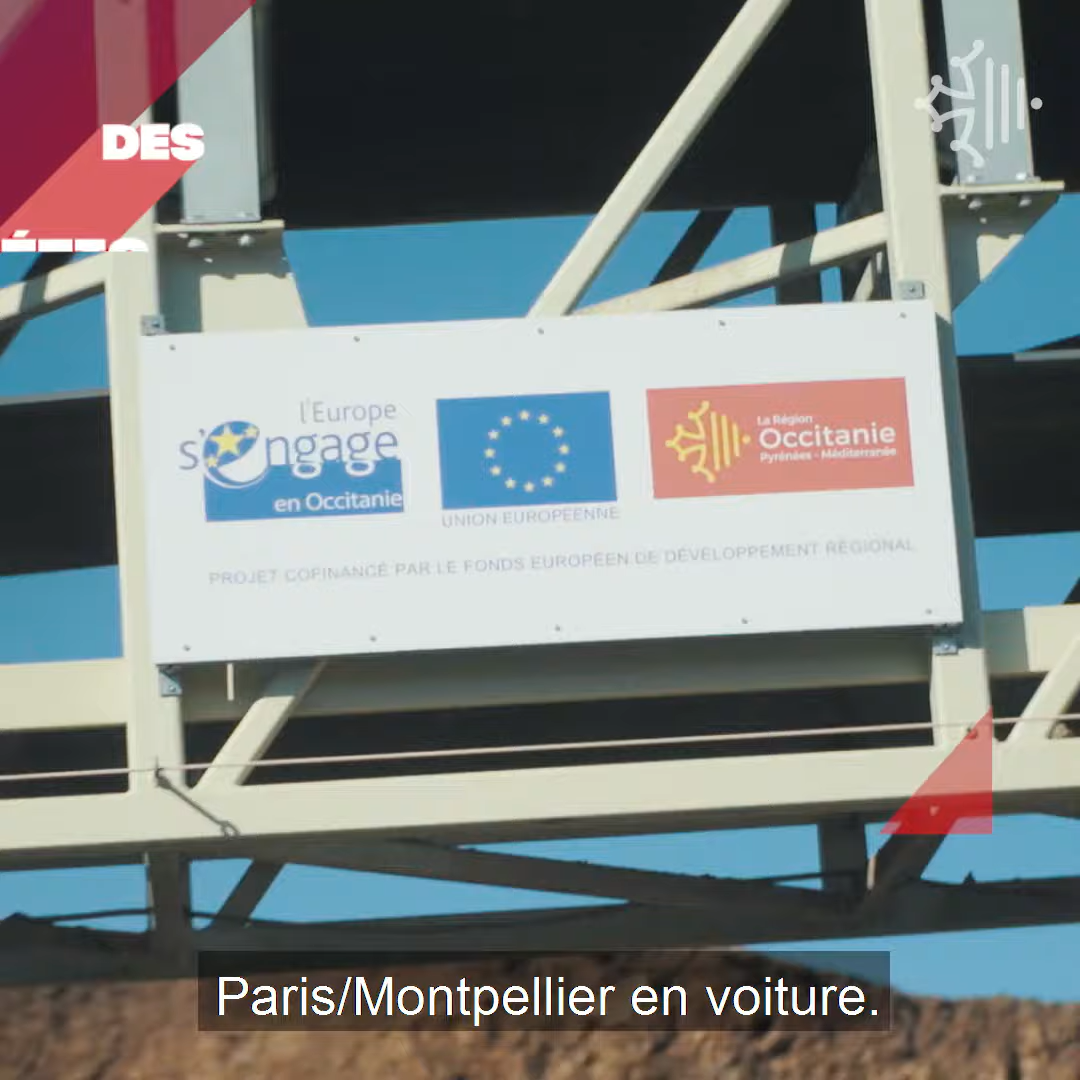 DES
l'Europe
s'engage
en Occitanie
UNION EUROPÉENNE
La Région
Occitanie
Pyrénées - Méditerranée
PROJET COFINANCÉ PAR LE FONDS EUROPÉEN DE DÉVELOPPEMENT RÉGIONAL
Paris/Montpellier en voiture.